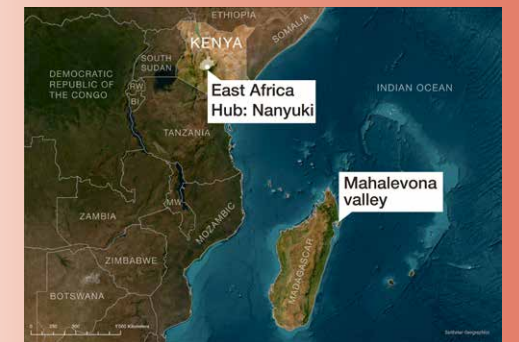 ETHIOPIA
SOMALIA
KENYA
SOUTH
SUDAN
DEMOCRATIC
REPUBLIC OF
THE CONGO
RW
BI
East Africa
Hub: Nanyuki
INDIAN OCEAN
TANZANIA
Mahalevona
valley
MW
ZAMBIA
MOZAMBIC
MADAGASCAR
ZIMBABWE
BOTSWANA